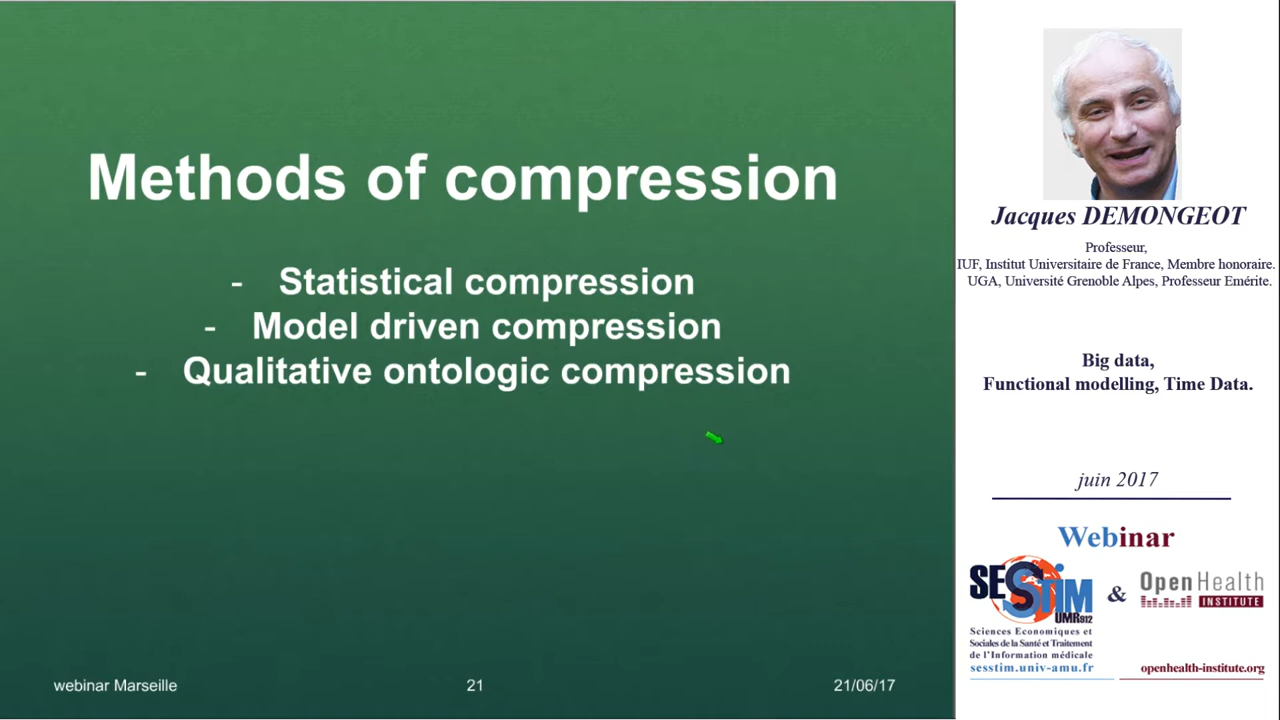 Methods of compression
- Statistical compression
- Model driven compression
- Qualitative ontologic compression
webinar Marseille
21
21/06/17
Jacques DEMONGEOT
Professeur,
IUF, Institut Universitaire de France, Membre honoraire.
UGA, Université Grenoble Alpes, Professeur Emérite.
Big data,
Functional modelling, Time Data.
juin 2017
Webinar
SESSTIM
UMR912
Sciences Economiques et
Sociales de la Santé et Traitement
de l'Information médicale
sesstim.univ-amu.fr
&
OpenHealth
INSTITUTE
openhealth-institute.org